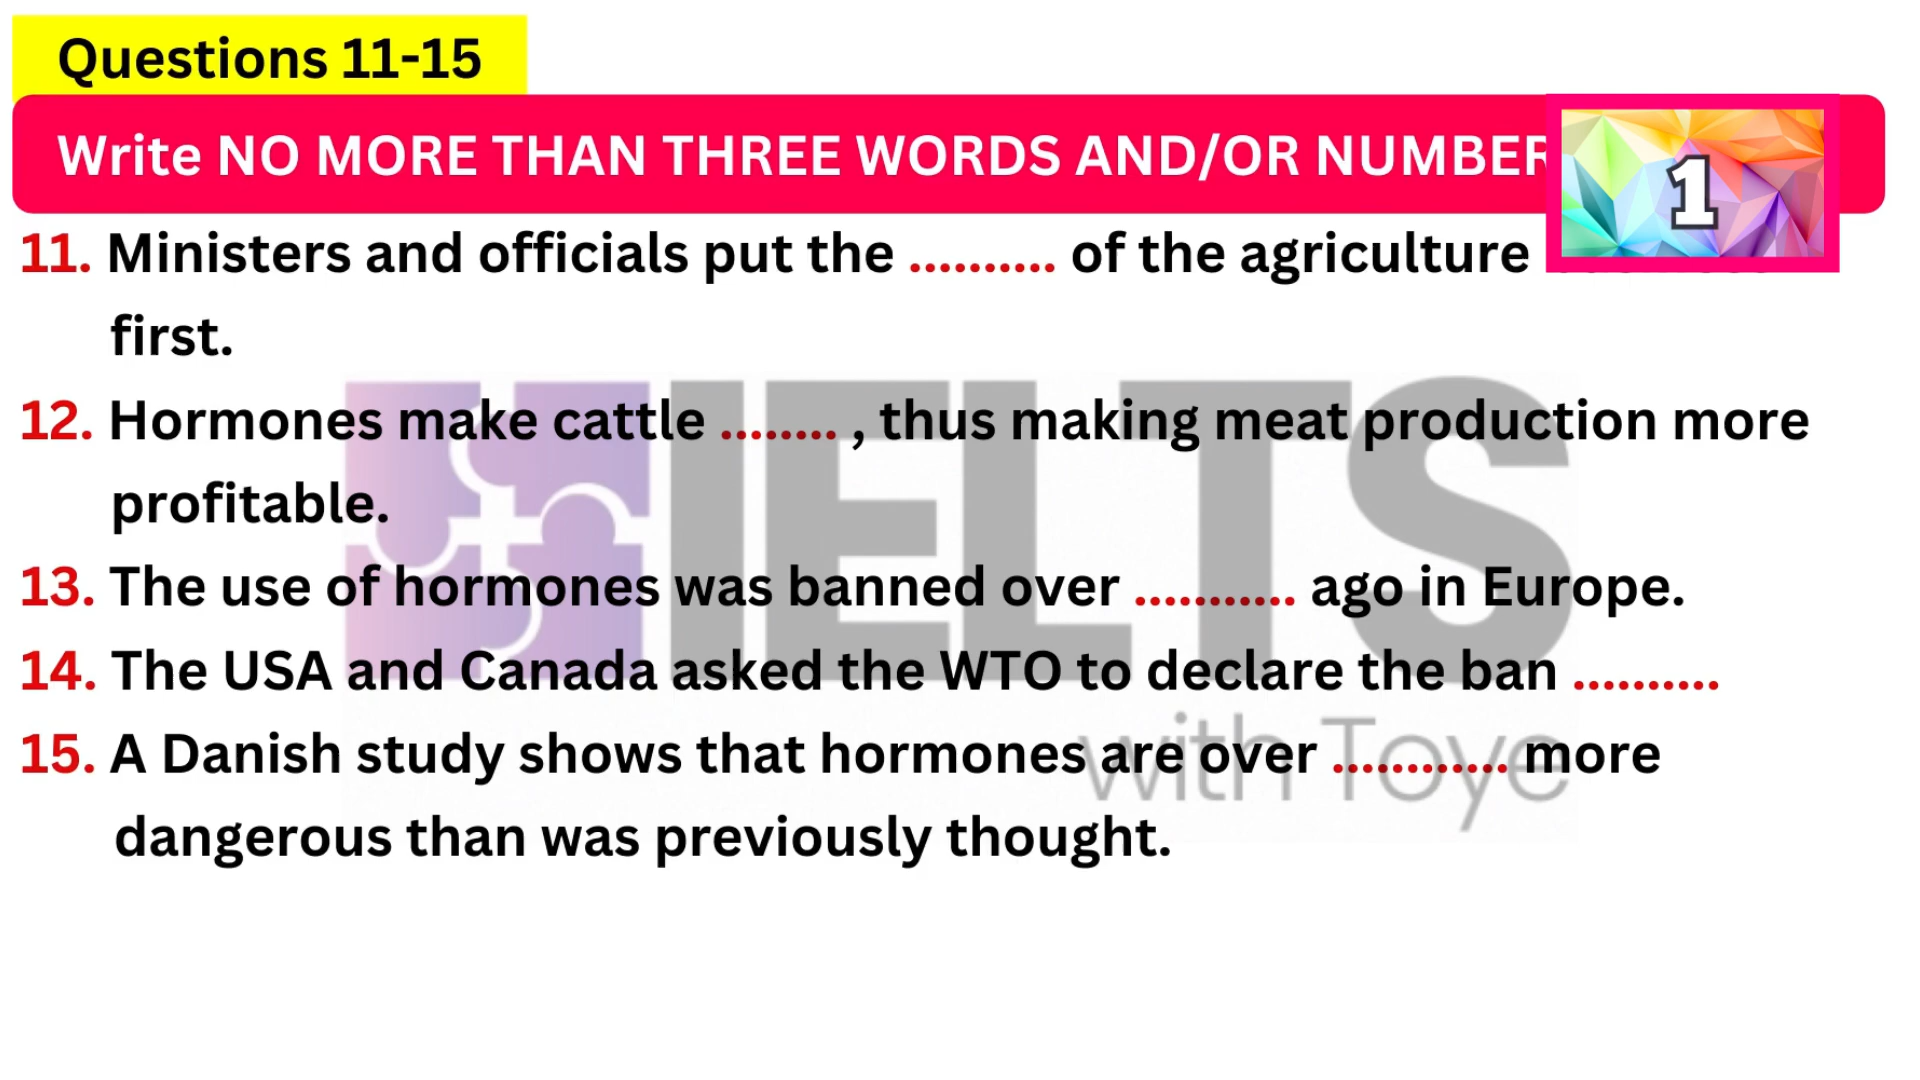 Questions 11-15
Write NO MORE THAN THREE WORDS AND/OR NUMBER
1
11. Ministers and officials put the .......... of the agriculture
first.
12. Hormones make cattle ........ , thus making meat production more
profitable.
13. The use of hormones was banned over ........... ago in Europe.
14. The USA and Canada asked the WTO to declare the ban ..........
15. A Danish study shows that hormones are over ............ more
dangerous than was previously thought.
IELTS
with Toye